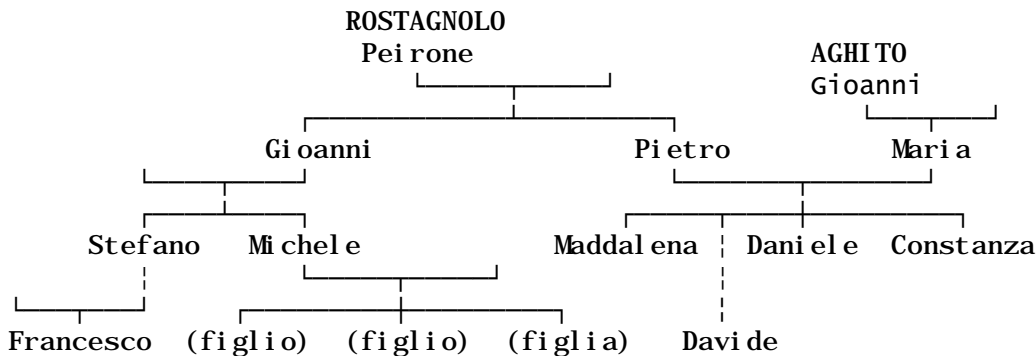 ROSTAGNOLO
Peirone AGHITO
Gioanni
Gioanni Pietro Maria
Stefano Michele Maddalena Daniele Constanza
Francesco (figlio) (figlio) (figlia) Davide